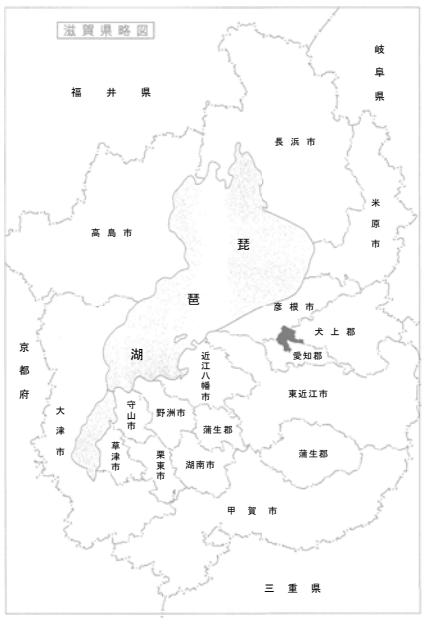 滋賀県略図
岐阜県
福井県
長浜市
米原市
高島市
琵琶湖
彦根市
犬上郡
愛知郡
京都府
近江八幡市
東近江市
大津市
守山市
野洲市
蒲生郡
草津市
栗東市
湖南市
蒲生郡
甲賀市
三重県